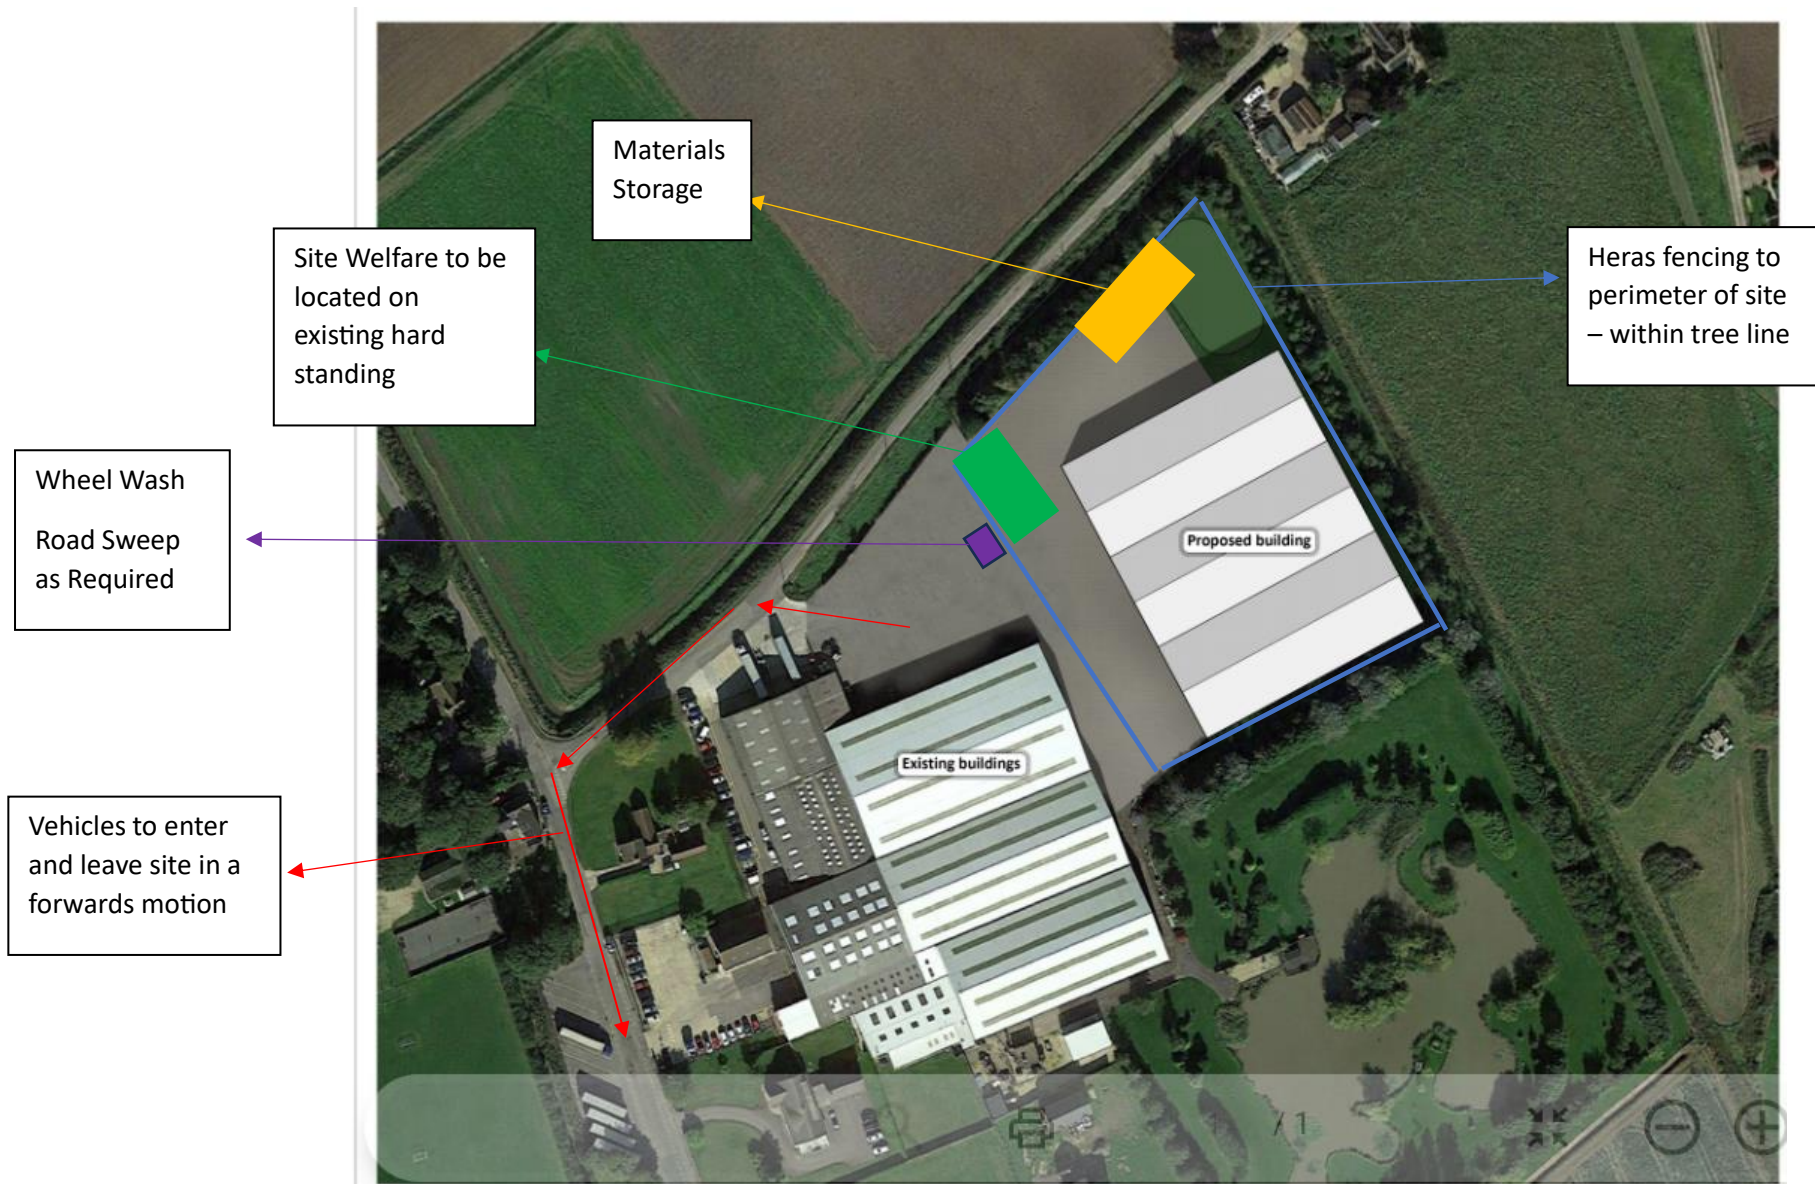 Materials
Storage
Site Welfare to be
located on
existing hard
standing
Heras fencing to
perimeter of site
– within tree line
Wheel Wash
Road Sweep
as Required
Proposed building
Existing buildings
Vehicles to enter
and leave site in a
forwards motion
/ 1